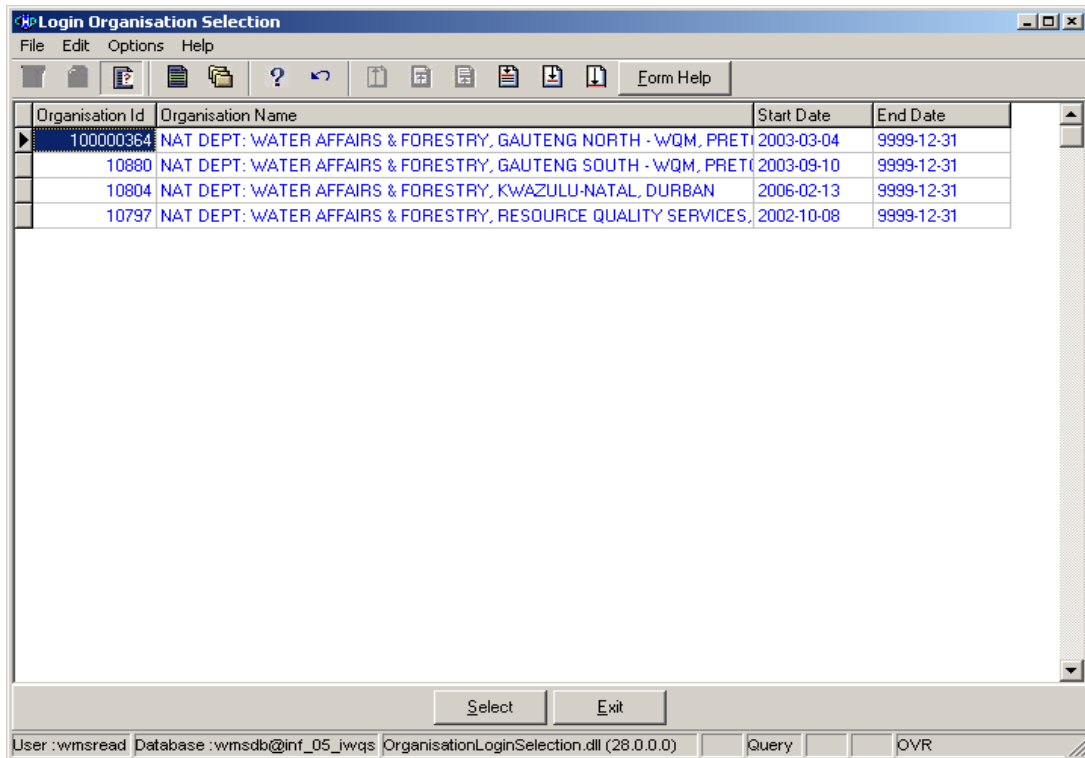 Login Organisation Selection
File Edit Options Help
? Form Help
Organisation Id Organisation Name Start Date End Date
100000364 NAT DEPT: WATER AFFAIRS & FORESTRY, GAUTENG NORTH - WQM, PRET 2003-03-04 9999-12-31
10880 NAT DEPT: WATER AFFAIRS & FORESTRY, GAUTENG SOUTH - WQM, PRET 2003-09-10 9999-12-31
10804 NAT DEPT: WATER AFFAIRS & FORESTRY, KWAZULU-NATAL, DURBAN 2006-02-13 9999-12-31
10797 NAT DEPT: WATER AFFAIRS & FORESTRY, RESOURCE QUALITY SERVICES, 2002-10-08 9999-12-31
Select Exit
User :wmsread Database :wmsdb@inf_05_iwqs OrganisationLoginSelection.dll (28.0.0.0) Query OVR